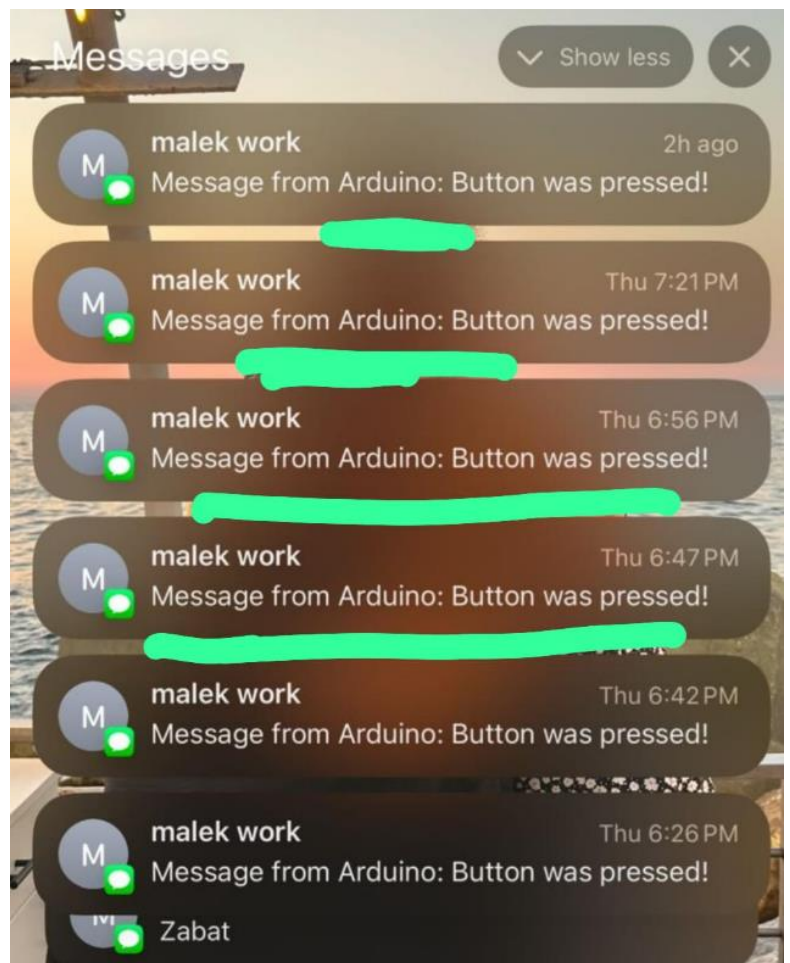 Messages
Show less
malek work 2h ago
M
Message from Arduino: Button was pressed!
malek work Thu 7:21 PM
M
Message from Arduino: Button was pressed!
malek work Thu 6:56 PM
M
Message from Arduino: Button was pressed!
malek work Thu 6:47 PM
M
Message from Arduino: Button was pressed!
malek work Thu 6:42 PM
M
Message from Arduino: Button was pressed!
malek work Thu 6:26 PM
M
Message from Arduino: Button was pressed!
M
Zabat